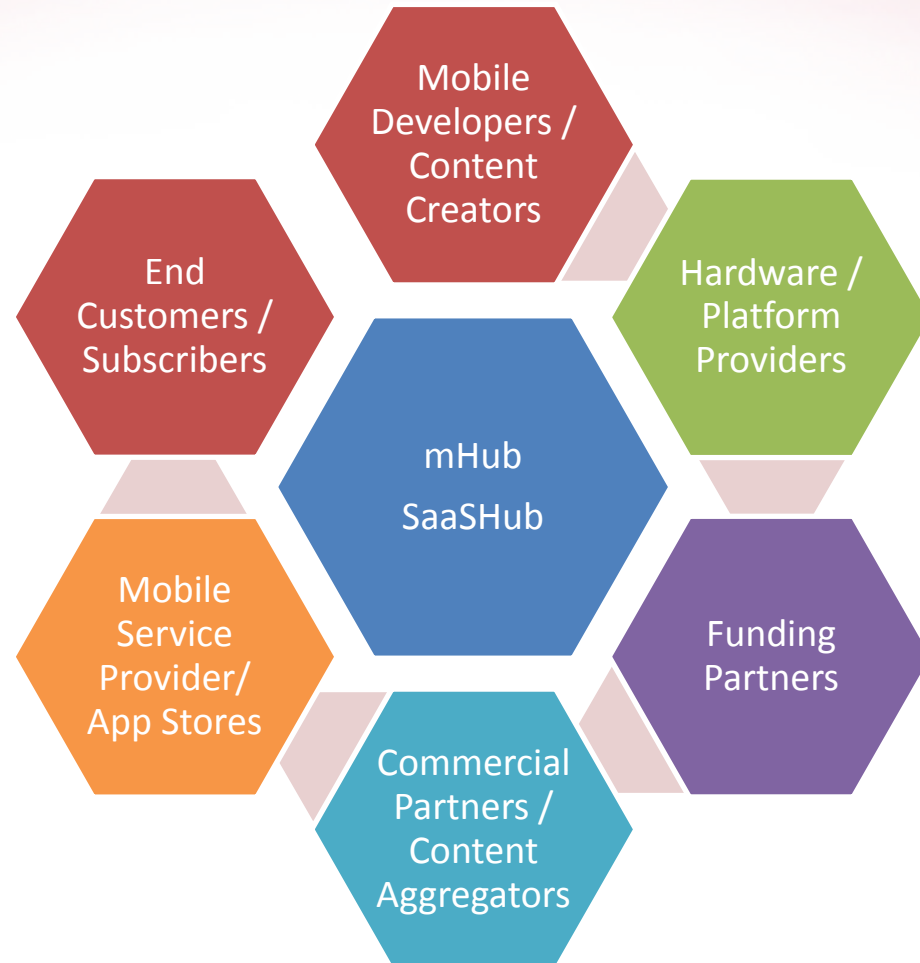 Mobile
Developers /
Content
Creators
Hardware /
Platform
Providers
Funding
Partners
Commercial
Partners /
Content
Aggregators
Mobile
Service
Provider/
App Stores
End
Customers /
Subscribers
mHub
SaaSHub